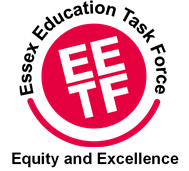 Essex Education Task Force
EE
TF
Equity and Excellence